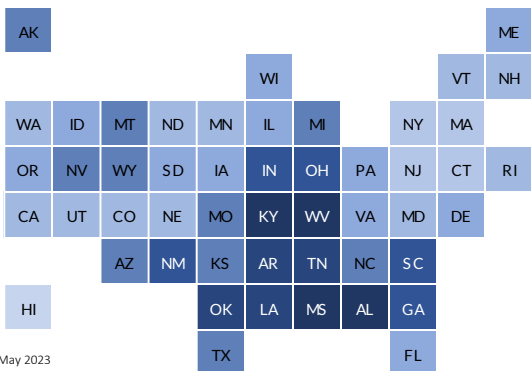 AK ME
WI VT NH
WA ID MT ND MN IL MI NY MA
OR NV WY SD IA IN OH PA NJ CT RI
CA UT CO NE MO KY WV VA MD DE
AZ NM KS AR TN NC SC
HI OK LA MS AL GA
TX FL
May 2023